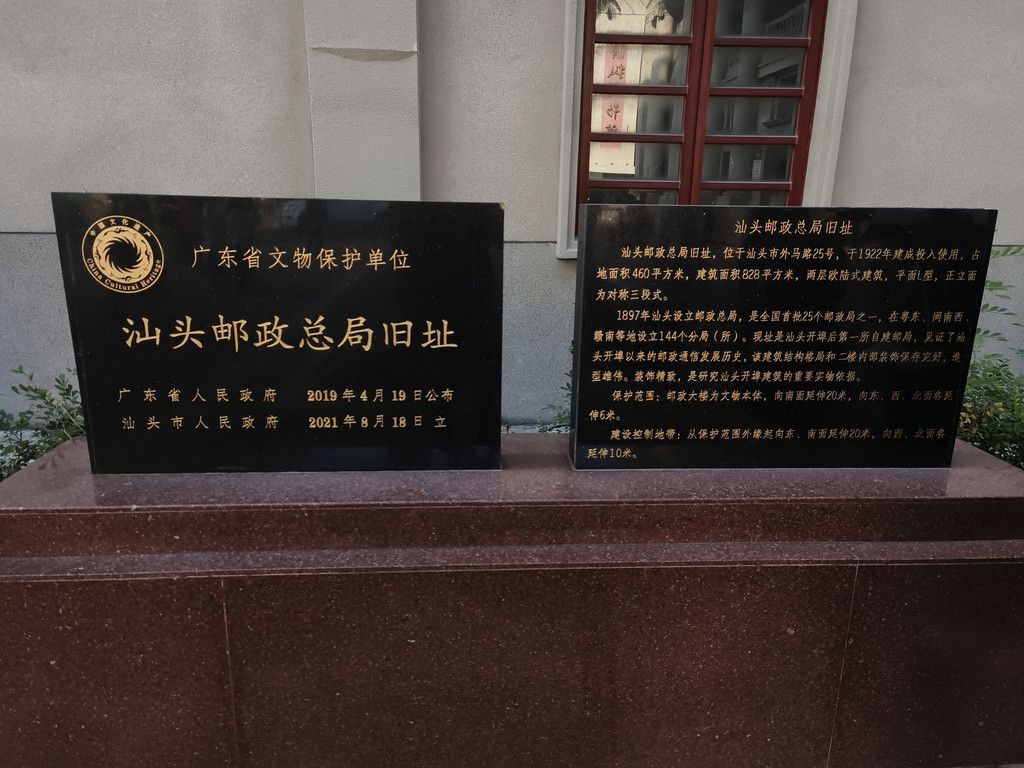 中国文化遗产
China Cultural Heritage
广东省文物保护单位
汕头邮政总局旧址
广东省人民政府 2019年4月19日公布
汕头市人民政府 2021年8月18日立
汕头邮政总局旧址
汕头邮政总局旧址，位于汕头市外马路25号，于1922年建成投入使用，占
地面积460平方米，建筑面积828平方米，两层欧陆式建筑，平面L型，正立面
为对称三段式。
1897年汕头设立邮政总局，是全国首批25个邮政局之一，在粤东、闽南西、
赣南等地设立144个分局（所）。现址是汕头开埠后第一所自建邮局，见证了汕
头开埠以来的邮政通信发展历史，该建筑结构格局和二楼内部装饰保存完好，造
型雄伟。装饰精致，是研究汕头开埠建筑的重要实物依据。
保护范围：邮政大楼为文物本体，向南面延伸20米，向东、西、北面各延
伸6米。
建设控制地带：从保护范围外缘起向东、南面延伸20米，向西、北面各
延伸10米。